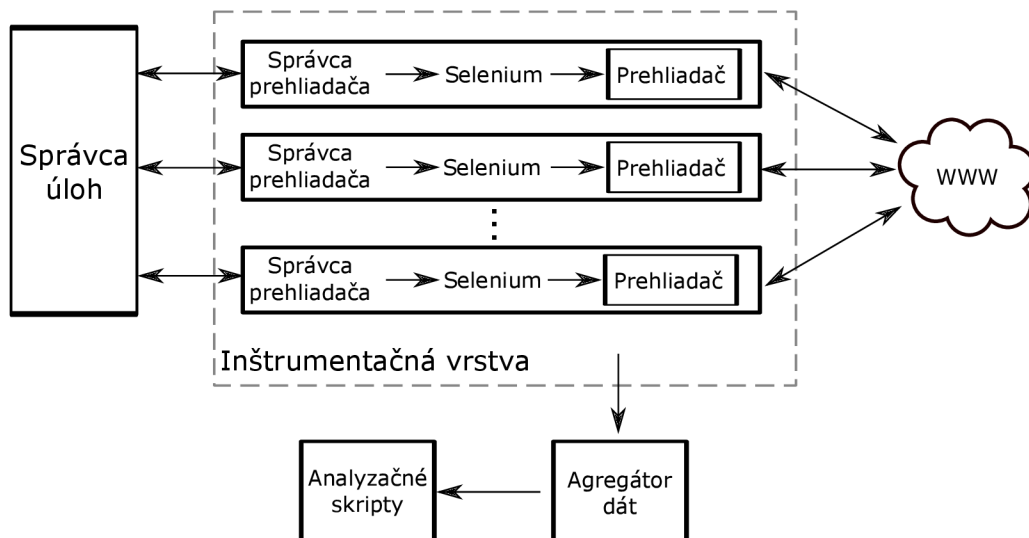 Správca
úloh
Správca
prehliadača
Selenium
Prehliadač
Správca
prehliadača
Selenium
Prehliadač
Správca
prehliadača
Selenium
Prehliadač
WWW
Inštrumentačná vrstva
Analyzačné
skripty
Agregátor
dát